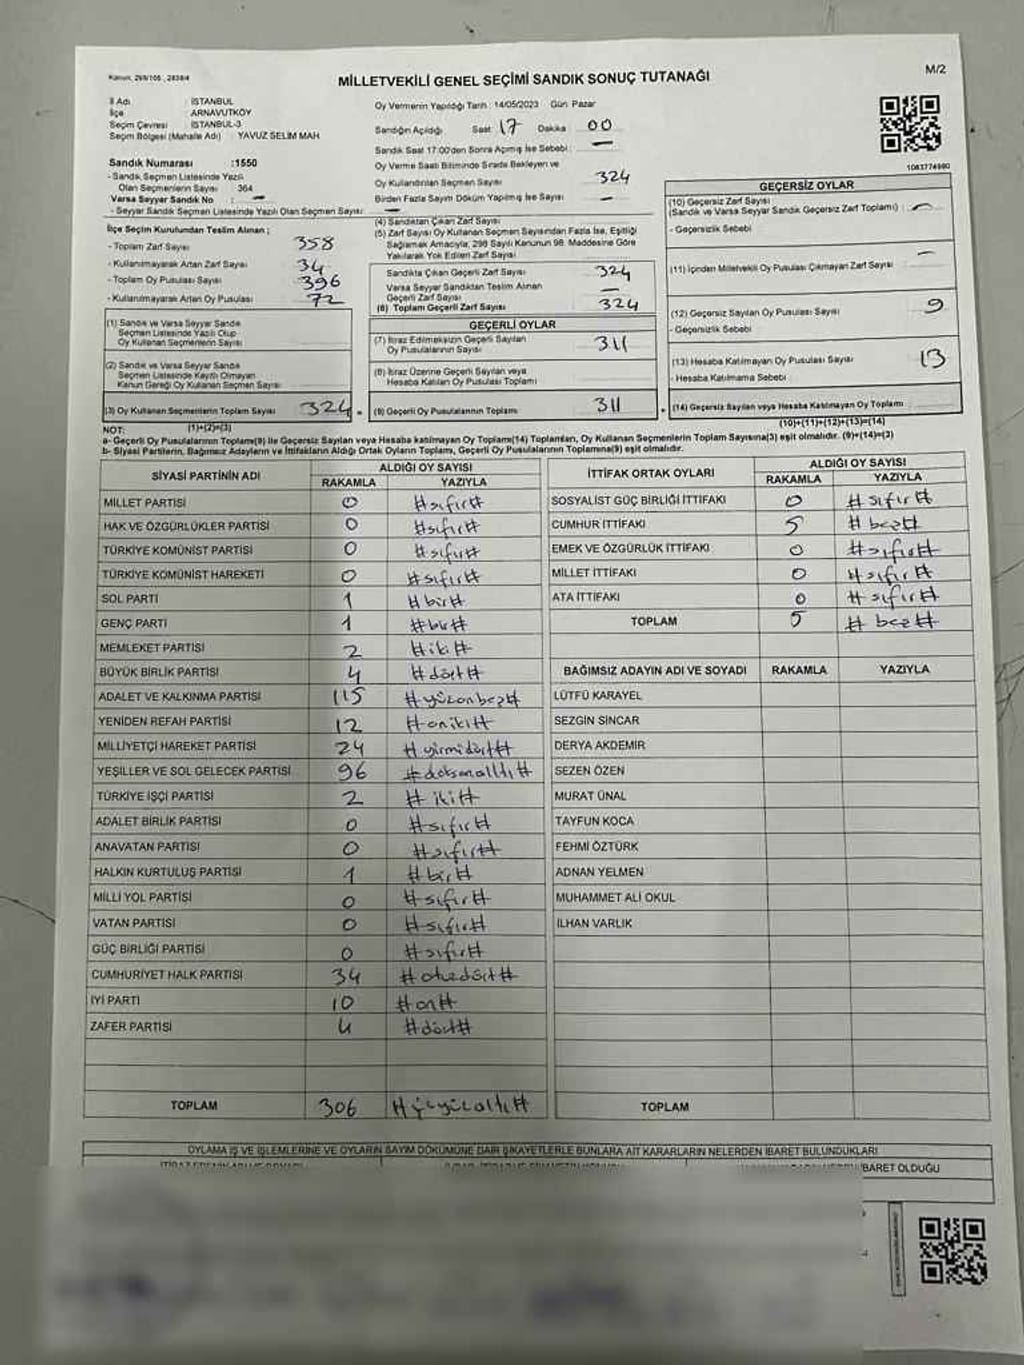 Kanun, 298/105 , 2839/4
MİLLETVEKİLİ GENEL SEÇİMİ SANDIK SONUÇ TUTANAĞI
M/2
İl Adı : İSTANBUL
İlçe : ARNAVUTKÖY
Seçim Çevresi : İSTANBUL-3
Seçim Bölgesi (Mahalle Adı) : YAVUZ SELİM MAH.
Sandık Numarası :1550
- Sandık Seçmen Listesinde Yazılı
Olan Seçmenlerin Sayısı 364
Varsa Seyyar Sandık No : —
- Seyyar Sandık Seçmen Listesinde Yazılı Olan Seçmen Sayısı :
Oy Vermenin Yapıldığı Tarih : 14/05/2023 Gün: Pazar
Sandığın Açıldığı Saat 17 Dakika 00
Sandık Saat 17:00'den Sonra Açılmış İse Sebebi : —
Oy Verme Saati Bitiminde Sırada Bekleyen ve
Oy Kullandırılan Seçmen Sayısı 324
Birden Fazla Sayım Döküm Yapılmış İse Sayısı —
1083774990
İlçe Seçim Kurulundan Teslim Alınan ;
- Toplam Zarf Sayısı 358
- Kullanılmayarak Artan Zarf Sayısı 34
- Toplam Oy Pusulası Sayısı 396
- Kullanılmayarak Artan Oy Pusulası 72
(1) Sandık ve Varsa Seyyar Sandık
Seçmen Listesinde Yazılı Olup
Oy Kullanan Seçmenlerin Sayısı
(2) Sandık ve Varsa Seyyar Sandık
Seçmen Listesinde Kayıtlı Olmayan
Kanun Gereği Oy Kullanan Seçmen Sayısı
(3) Oy Kullanan Seçmenlerin Toplam Sayısı 324
(1)+(2)=(3)
(4) Sandıktan Çıkan Zarf Sayısı
(5) Zarf Sayısı Oy Kullanan Seçmen Sayısından Fazla İse, Eşitliği
Sağlamak Amacıyla, 298 Sayılı Kanunun 98. Maddesine Göre
Yakılarak Yok Edilen Zarf Sayısı
Sandıkta Çıkan Geçerli Zarf Sayısı 324
Varsa Seyyar Sandıktan Teslim Alınan
Geçerli Zarf Sayısı —
(6) Toplam Geçerli Zarf Sayısı 324
GEÇERLİ OYLAR
(7) İtiraz Edilmeksizin Geçerli Sayılan
Oy Pusulalarının Sayısı 311
(8) İtiraz Üzerine Geçerli Sayılan veya
Hesaba Katılan Oy Pusulası Toplamı
(9) Geçerli Oy Pusulalarının Toplamı 311
GEÇERSİZ OYLAR
(10) Geçersiz Zarf Sayısı
(Sandık ve Varsa Seyyar Sandık Geçersiz Zarf Toplamı) : —
- Geçersizlik Sebebi
(11) İçinden Milletvekili Oy Pusulası Çıkmayan Zarf Sayısı —
(12) Geçersiz Sayılan Oy Pusulası Sayısı 9
- Geçersizlik Sebebi
(13) Hesaba Katılmayan Oy Pusulası Sayısı 13
- Hesaba Katılmama Sebebi
(14) Geçersiz Sayılan veya Hesaba Katılmayan Oy Toplamı
(10)+(11)+(12)+(13)=(14)
NOT:
a- Geçerli Oy Pusulalarının Toplamı(9) ile Geçersiz Sayılan veya Hesaba katılmayan Oy Toplamı(14) Toplamları, Oy Kullanan Seçmenlerin Toplam Sayısına(3) eşit olmalıdır. (9)+(14)=(3)
b- Siyasi Partilerin, Bağımsız Adayların ve İttifakların Aldığı Ortak Oyların Toplamı, Geçerli Oy Pusulalarının Toplamına(9) eşit olmalıdır.
SİYASİ PARTİNİN ADI ALDIĞI OY SAYISI
RAKAMLA YAZIYLA
MİLLET PARTİSİ 0 #sıfır#
HAK VE ÖZGÜRLÜKLER PARTİSİ 0 #sıfır#
TÜRKİYE KOMÜNİST PARTİSİ 0 #sıfır#
TÜRKİYE KOMÜNİST HAREKETİ 0 #sıfır#
SOL PARTİ 1 #bir#
GENÇ PARTİ 1 #bir#
MEMLEKET PARTİSİ 2 #iki#
BÜYÜK BİRLİK PARTİSİ 4 #dört#
ADALET VE KALKINMA PARTİSİ 115 #yüzonbeş#
YENİDEN REFAH PARTİSİ 12 #oniki#
MİLLİYETÇİ HAREKET PARTİSİ 24 #yirmidört#
YEŞİLLER VE SOL GELECEK PARTİSİ 96 #doksanaltı#
TÜRKİYE İŞÇİ PARTİSİ 2 #iki#
ADALET BİRLİK PARTİSİ 0 #sıfır#
ANAVATAN PARTİSİ 0 #sıfır#
HALKIN KURTULUŞ PARTİSİ 1 #bir#
MİLLİ YOL PARTİSİ 0 #sıfır#
VATAN PARTİSİ 0 #sıfır#
GÜÇ BİRLİĞİ PARTİSİ 0 #sıfır#
CUMHURİYET HALK PARTİSİ 34 #otuzdört#
İYİ PARTİ 10 #on#
ZAFER PARTİSİ 4 #dört#
TOPLAM 306 #üçyüzaltı#
İTTİFAK ORTAK OYLARI ALDIĞI OY SAYISI
RAKAMLA YAZIYLA
SOSYALİST GÜÇ BİRLİĞİ İTTİFAKI 0 #sıfır#
CUMHUR İTTİFAKI 5 #beş#
EMEK VE ÖZGÜRLÜK İTTİFAKI 0 #sıfır#
MİLLET İTTİFAKI 0 #sıfır#
ATA İTTİFAKI 0 #sıfır#
TOPLAM 5 #beş#
BAĞIMSIZ ADAYIN ADI VE SOYADI RAKAMLA YAZIYLA
LÜTFÜ KARAYEL
SEZGİN SİNCAR
DERYA AKDEMİR
SEZEN ÖZEN
MURAT ÜNAL
TAYFUN KOCA
FEHMİ ÖZTÜRK
ADNAN YELMEN
MUHAMMET ALİ OKUL
İLHAN VARLIK
TOPLAM
OYLAMA İŞ VE İŞLEMLERİNE VE OYLARIN SAYIM DÖKÜMÜNE DAİR ŞİKAYETLERLE BUNLARA AİT KARARLARIN NELERDEN İBARET BULUNDUKLARI
İBARET OLDUĞU